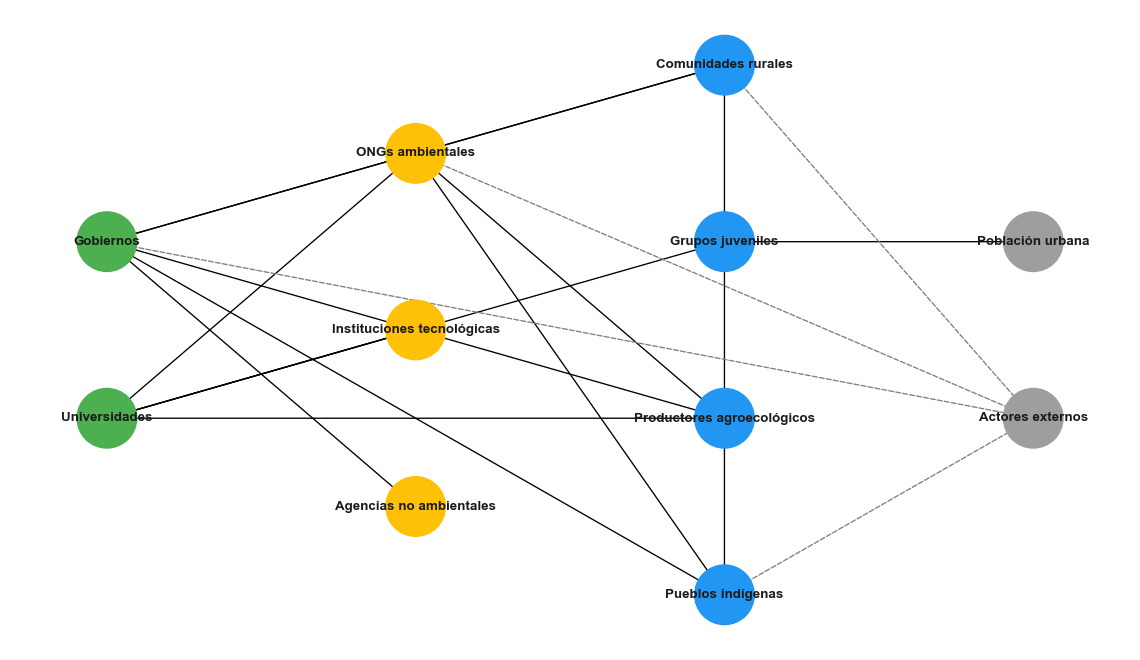 Comunidades rurales
ONGs ambientales
Gobiernos
Grupos juveniles
Población urbana
Instituciones tecnológicas
Universidades
Productores agroecológicos
Actores externos
Agencias no ambientales
Pueblos indígenas